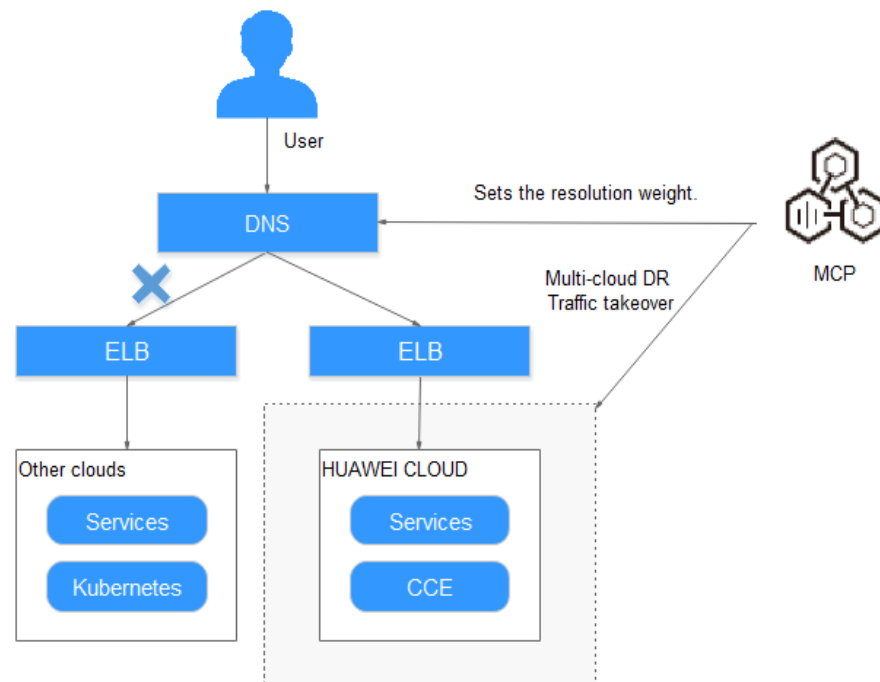 User
DNS
Sets the resolution weight.
MCP
Multi-cloud DR
Traffic takeover
ELB
ELB
Other clouds
Services
Kubernetes
HUAWEI CLOUD
Services
CCE